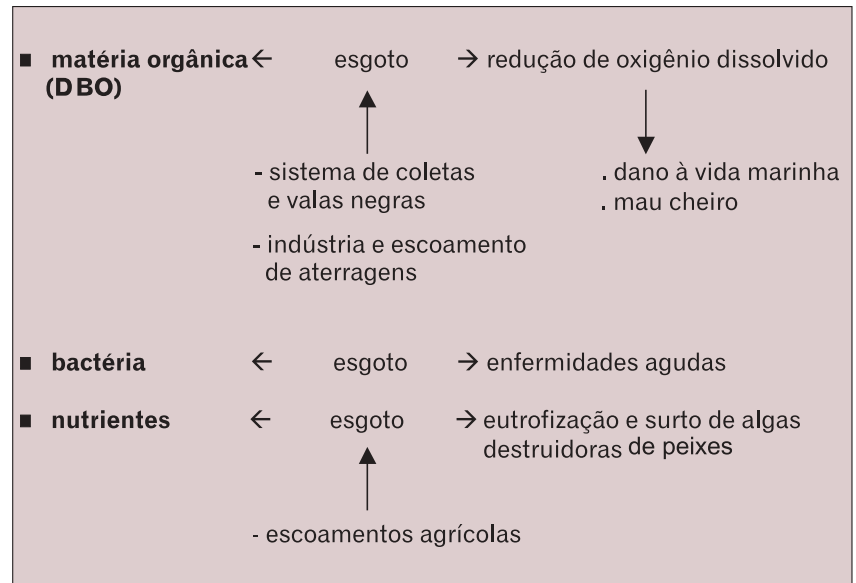 ■ matéria orgânica ← esgoto → redução de oxigênio dissolvido
(DBO)
- sistema de coletas . dano à vida marinha
e valas negras . mau cheiro
- indústria e escoamento
de aterragens
■ bactéria ← esgoto → enfermidades agudas
■ nutrientes ← esgoto → eutrofização e surto de algas
destruidoras de peixes
- escoamentos agrícolas